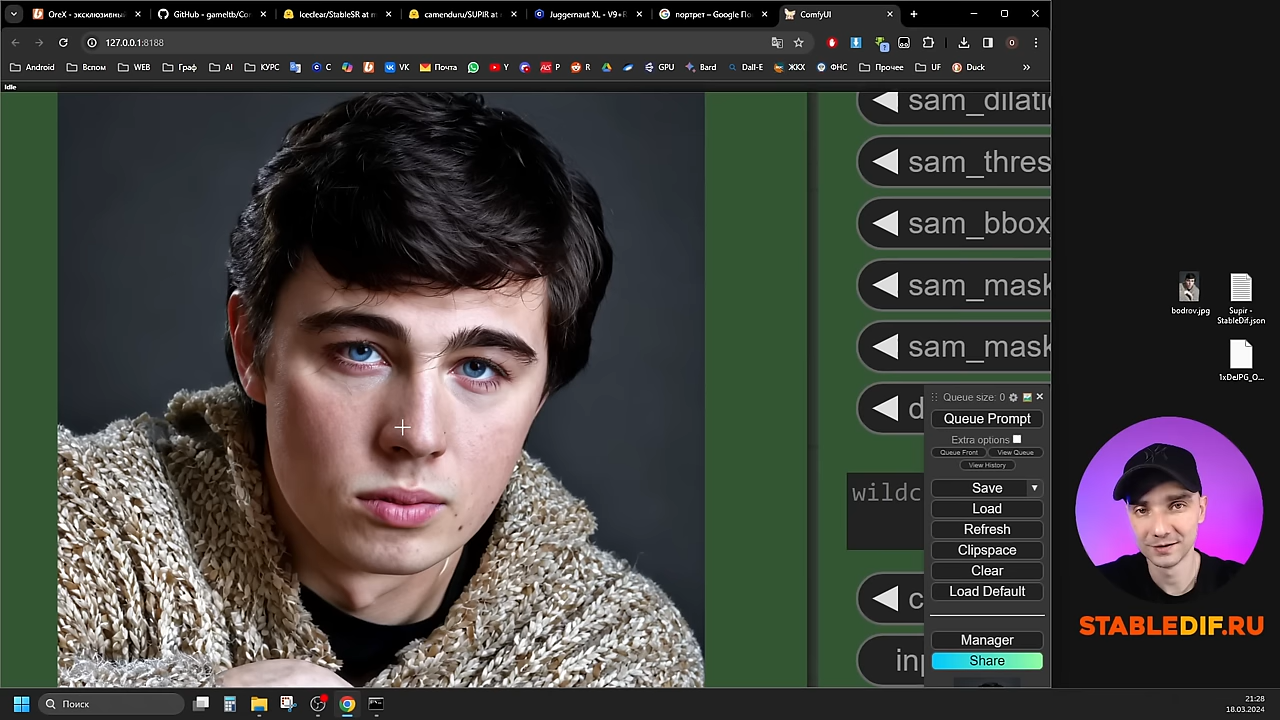 OreX - эксклюзивный
GitHub - gameltb/Com
Iceclear/StableSR at m
camenduru/SUPIR at
Juggernaut XL - V9+R
портрет – Google По
ComfyUI
127.0.0.1:8188
Android
Вспом
WEB
Граф
AI
КУРС
C
VK
Почта
Y
P
R
GPU
Bard
Dall-E
ЖКХ
ФНС
Прочее
UF
Duck
Idle
sam_dilatio
sam_thres
sam_bbox_
sam_mask
sam_mask
d
wildc
c
inp
Queue size: 0
Queue Prompt
Extra options
Queue Front
View Queue
View History
Save
Load
Refresh
Clipspace
Clear
Load Default
Manager
Share
bodrov.jpg
Supir -
StableDif.json
1xDeJPG_O...
STABLEDIF.RU
Поиск
21:28
18.03.2024